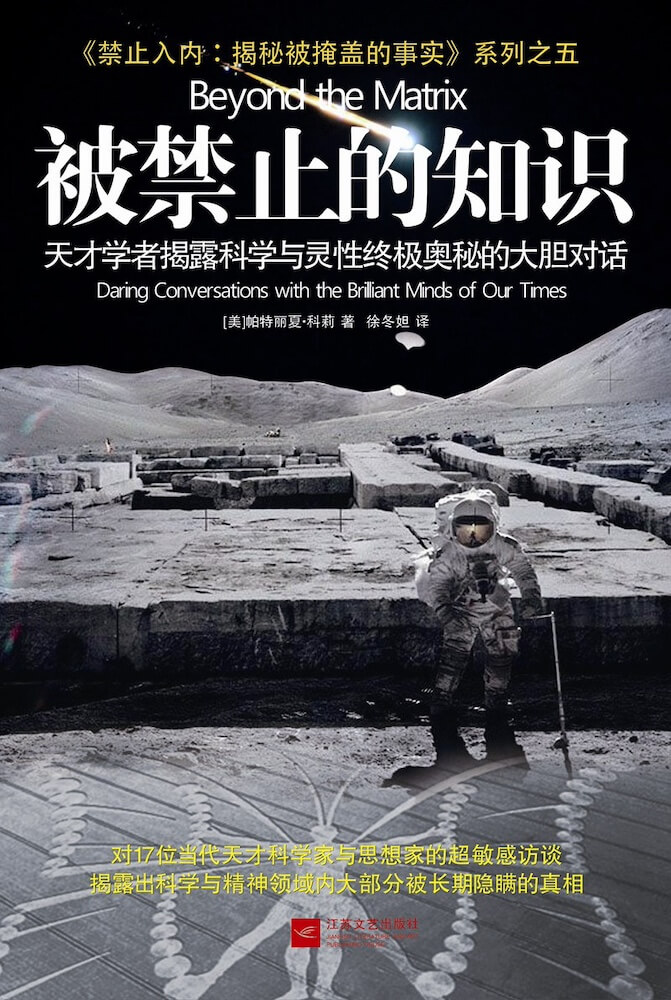 《禁止入内：揭秘被掩盖的事实》系列之五
Beyond the Matrix
被禁止的知识
天才学者揭露科学与灵性终极奥秘的大胆对话
Daring Conversations with the Brilliant Minds of Our Times
[美]帕特丽夏·科莉 著 徐冬妲 译
对17位当代天才科学家与思想家的超敏感访谈
揭露出科学与精神领域内大部分被长期隐瞒的真相
江苏文艺出版社